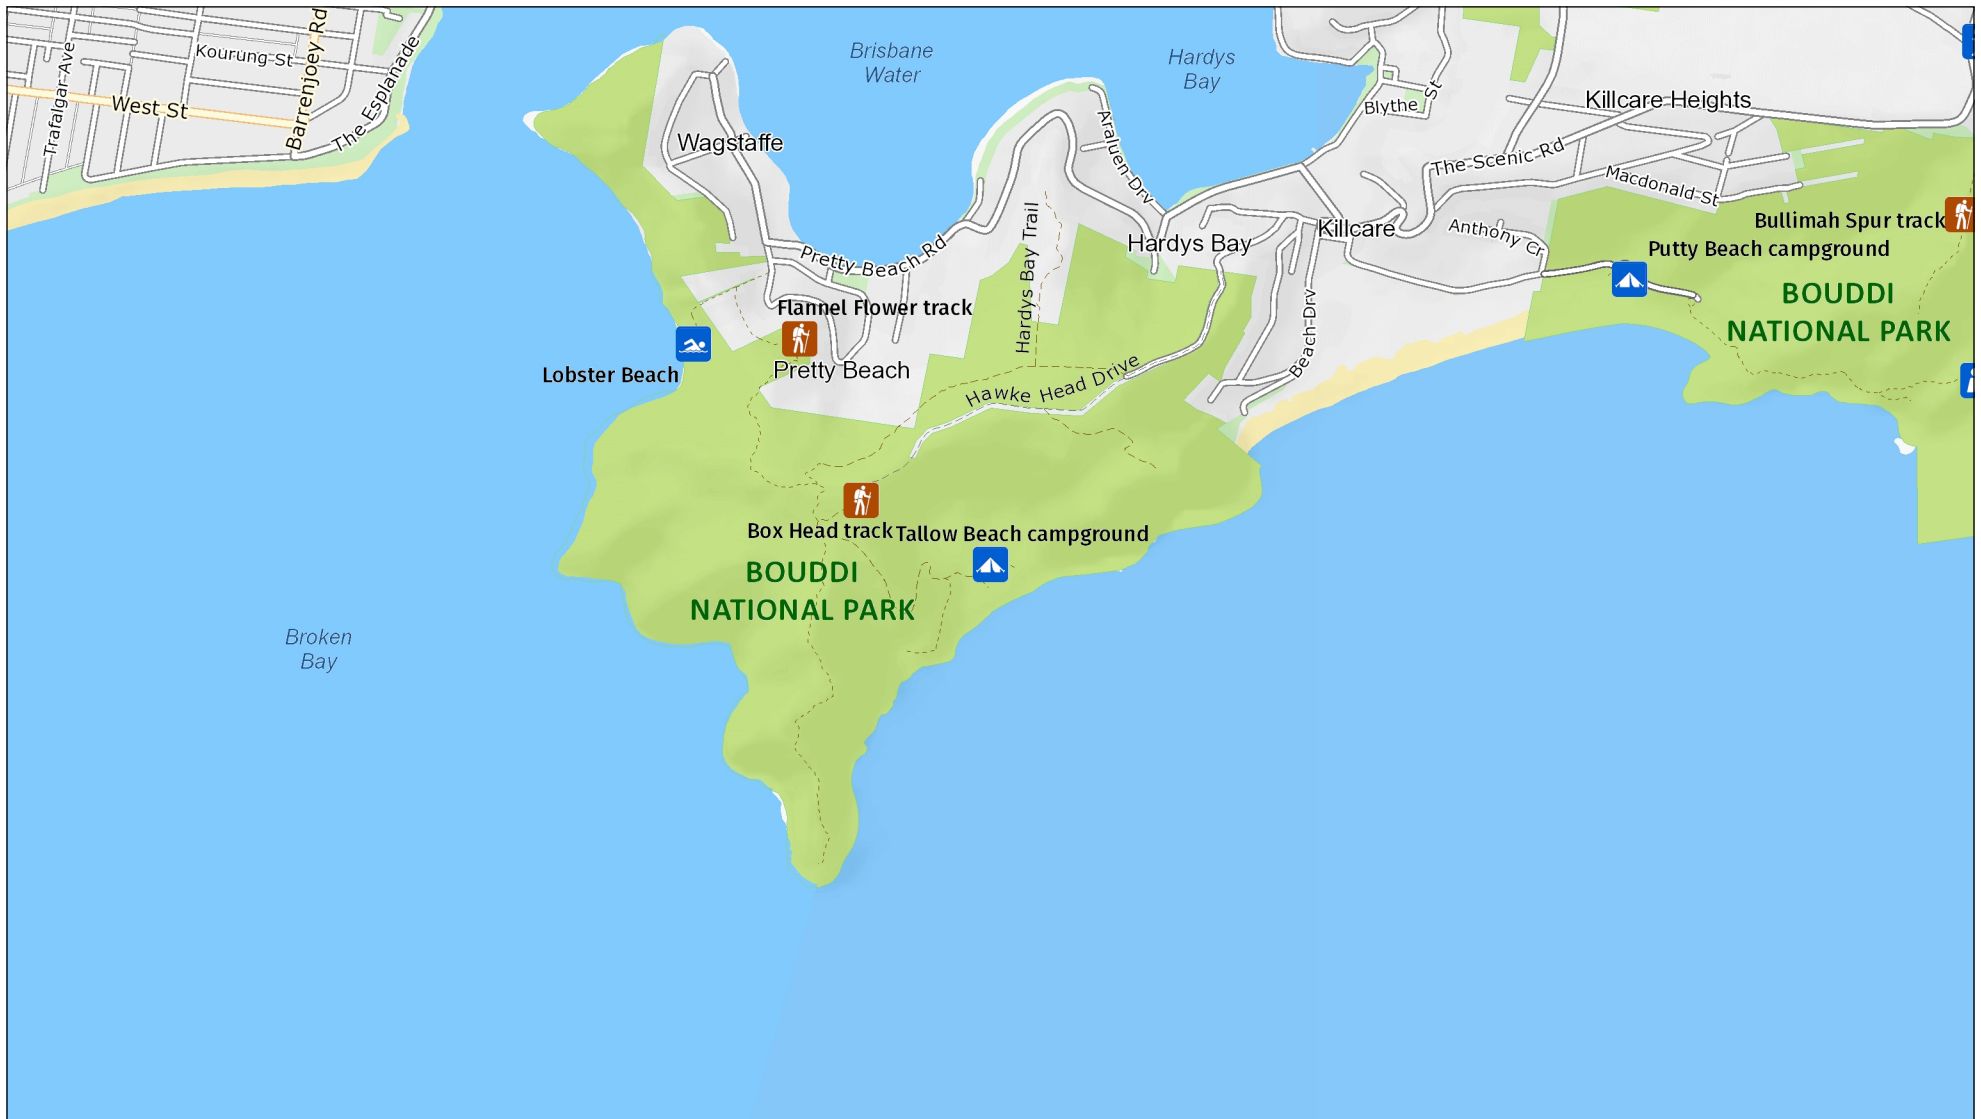 Kourung St
Trafalgar Ave
West St
Barrenjoey Rd
The Esplanade
Brisbane
Water
Hardys
Bay
Wagstaffe
Araluen Drv
Blythe St
Killcare Heights
The Scenic Rd
Macdonald St
Bullimah Spur track
Anthony Cr
Killcare
Hardys Bay
Putty Beach campground
BOUDDI
NATIONAL PARK
Pretty Beach Rd
Hardys Bay Trail
Flannel Flower track
Beach Drv
Lobster Beach
Pretty Beach
Hawke Head Drive
Box Head track
Tallow Beach campground
BOUDDI
NATIONAL PARK
Broken
Bay